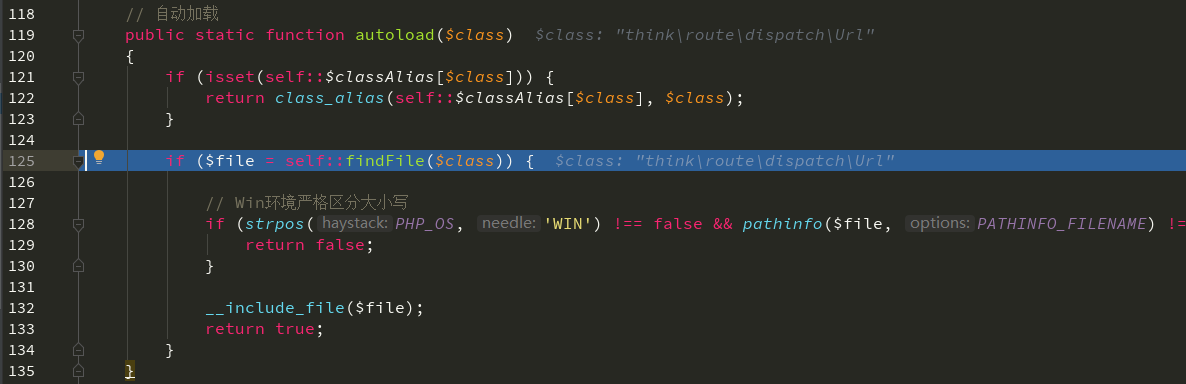 118 // 自动加载
119 public static function autoload($class) $class: "think\route\dispatch\Url"
120 {
121 if (isset(self::$classAlias[$class])) {
122 return class_alias(self::$classAlias[$class], $class);
123 }
124
125 if ($file = self::findFile($class)) { $class: "think\route\dispatch\Url"
126
127 // Win环境严格区分大小写
128 if (strpos( haystack: PHP_OS, needle: 'WIN') !== false && pathinfo($file, options: PATHINFO_FILENAME) !=
129 return false;
130 }
131
132 __include_file($file);
133 return true;
134 }
135 }